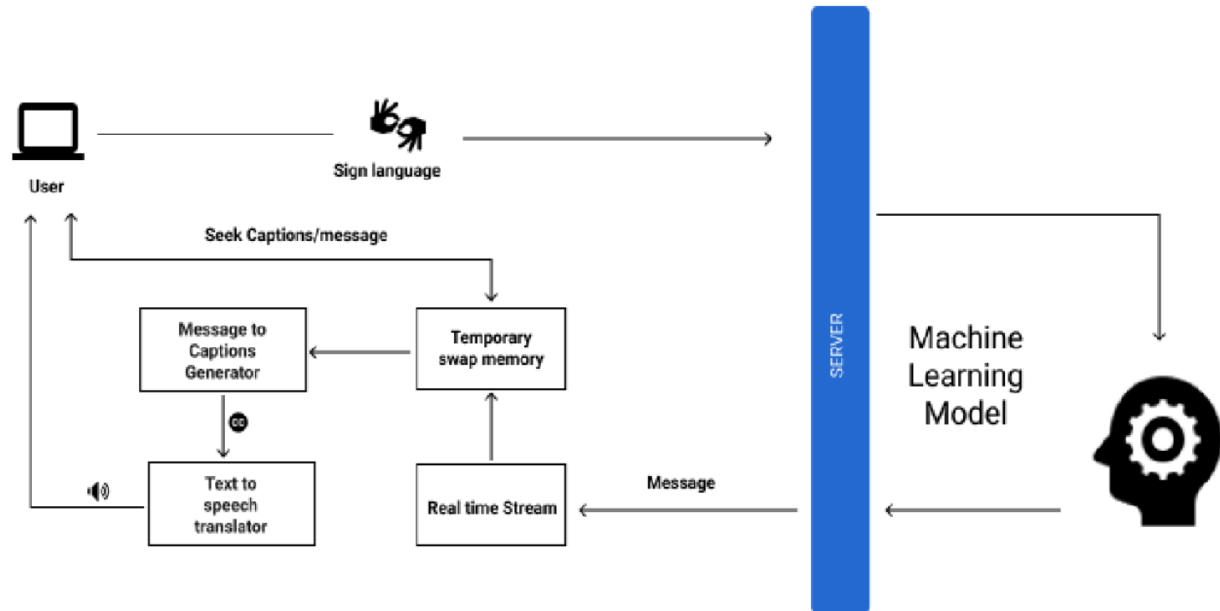 User
Sign language
Seek Captions/message
Message to
Captions
Generator
Temporary
swap memory
SERVER
Machine
Learning
Model
CC
Text to
speech
translator
Real time Stream
Message